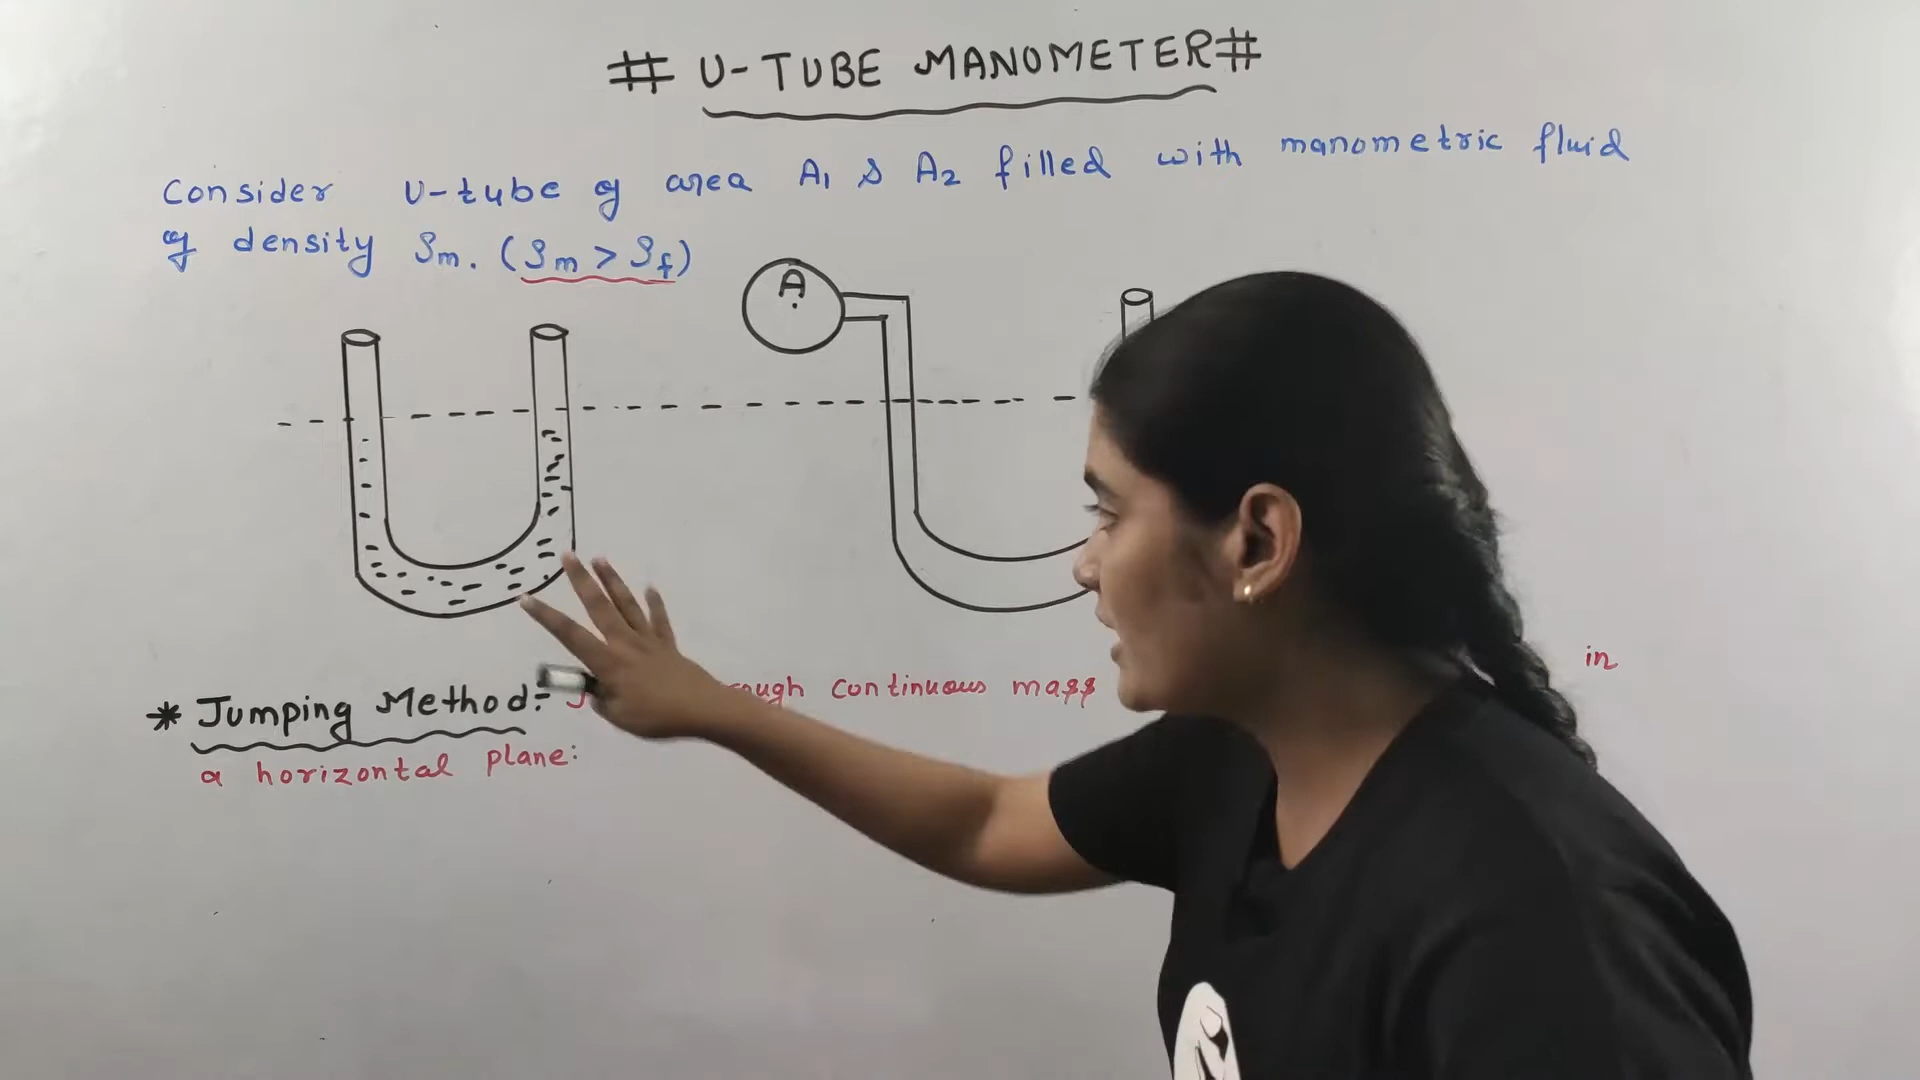 # U-TUBE MANOMETER #
Consider U-tube of area A₁ & A₂ filled with manometric fluid
of density ρm. (ρm > ρf)
A
* Jumping Method:- continuous mass in
a horizontal plane: